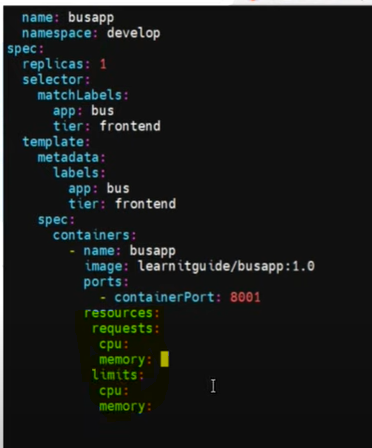 name: busapp
namespace: develop
spec:
replicas: 1
selector:
matchLabels:
app: bus
tier: frontend
template:
metadata:
labels:
app: bus
tier: frontend
spec:
containers:
- name: busapp
image: learnitguide/busapp:1.0
ports:
- containerPort: 8001
resources:
requests:
cpu:
memory:
limits:
cpu:
memory: